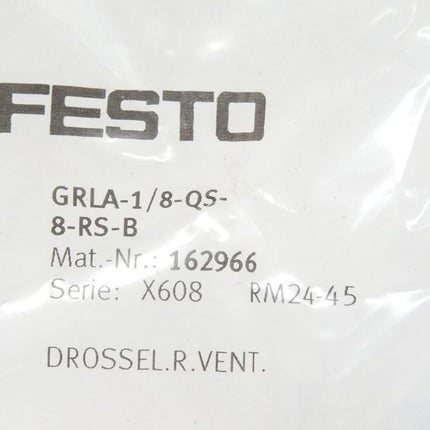 FESTO
GRLA-1/8-QS-
8-RS-B
Mat.-Nr.: 162966
Serie: X608 RM24-45
DROSSEL.R.VENT.